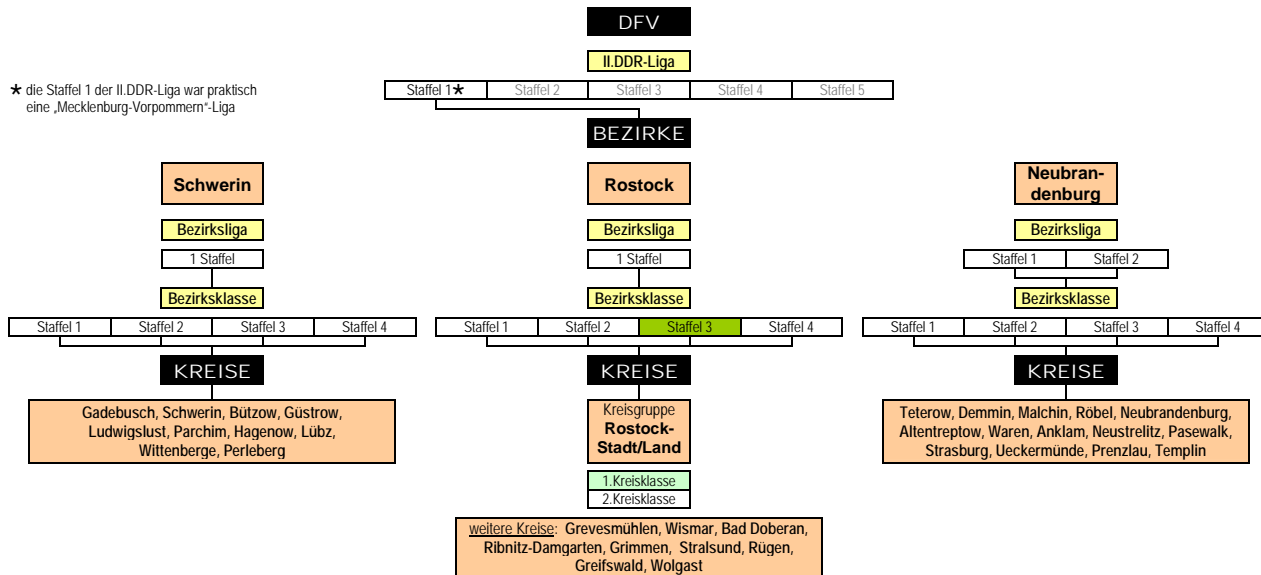 DFV
II.DDR-Liga
* die Staffel 1 der II.DDR-Liga war praktisch
eine „Mecklenburg-Vorpommern“-Liga
Staffel 1* Staffel 2 Staffel 3 Staffel 4 Staffel 5
BEZIRKE
Schwerin
Bezirksliga
1 Staffel
Bezirksklasse
Staffel 1 Staffel 2 Staffel 3 Staffel 4
KREISE
Gadebusch, Schwerin, Bützow, Güstrow,
Ludwigslust, Parchim, Hagenow, Lübz,
Wittenberge, Perleberg
Rostock
Bezirksliga
1 Staffel
Bezirksklasse
Staffel 1 Staffel 2 Staffel 3 Staffel 4
KREISE
Kreisgruppe
Rostock-
Stadt/Land
1.Kreisklasse
2.Kreisklasse
weitere Kreise: Grevesmühlen, Wismar, Bad Doberan,
Ribnitz-Damgarten, Grimmen, Stralsund, Rügen,
Greifswald, Wolgast
Neubran-
denburg
Bezirksliga
Staffel 1 Staffel 2
Bezirksklasse
Staffel 1 Staffel 2 Staffel 3 Staffel 4
KREISE
Teterow, Demmin, Malchin, Röbel, Neubrandenburg,
Altentreptow, Waren, Anklam, Neustrelitz, Pasewalk,
Strasburg, Ueckermünde, Prenzlau, Templin